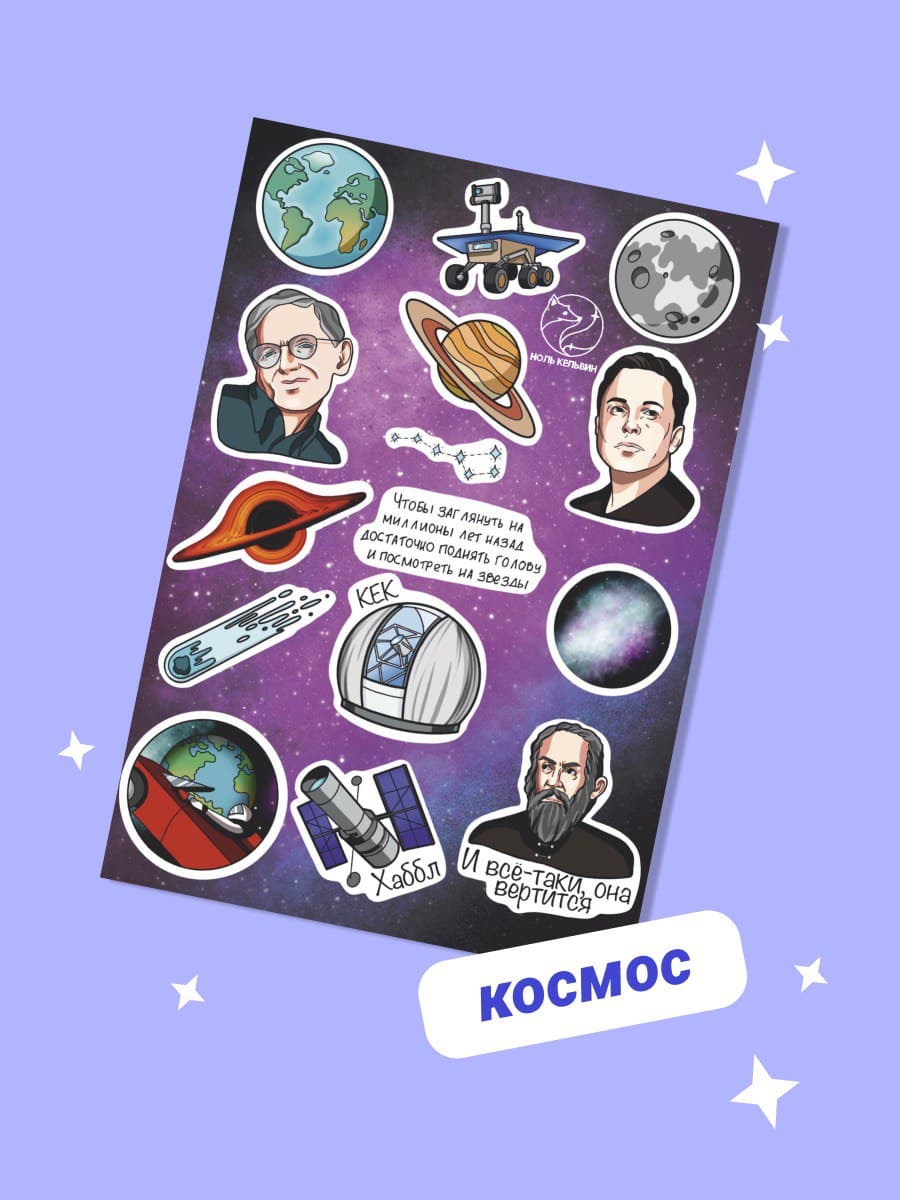 НОЛЬ КЕЛЬВИН
Чтобы заглянуть на
миллионы лет назад
достаточно поднять голову
и посмотреть на звезды
КЕК
Хаббл
И всё-таки, она
вертится
космос